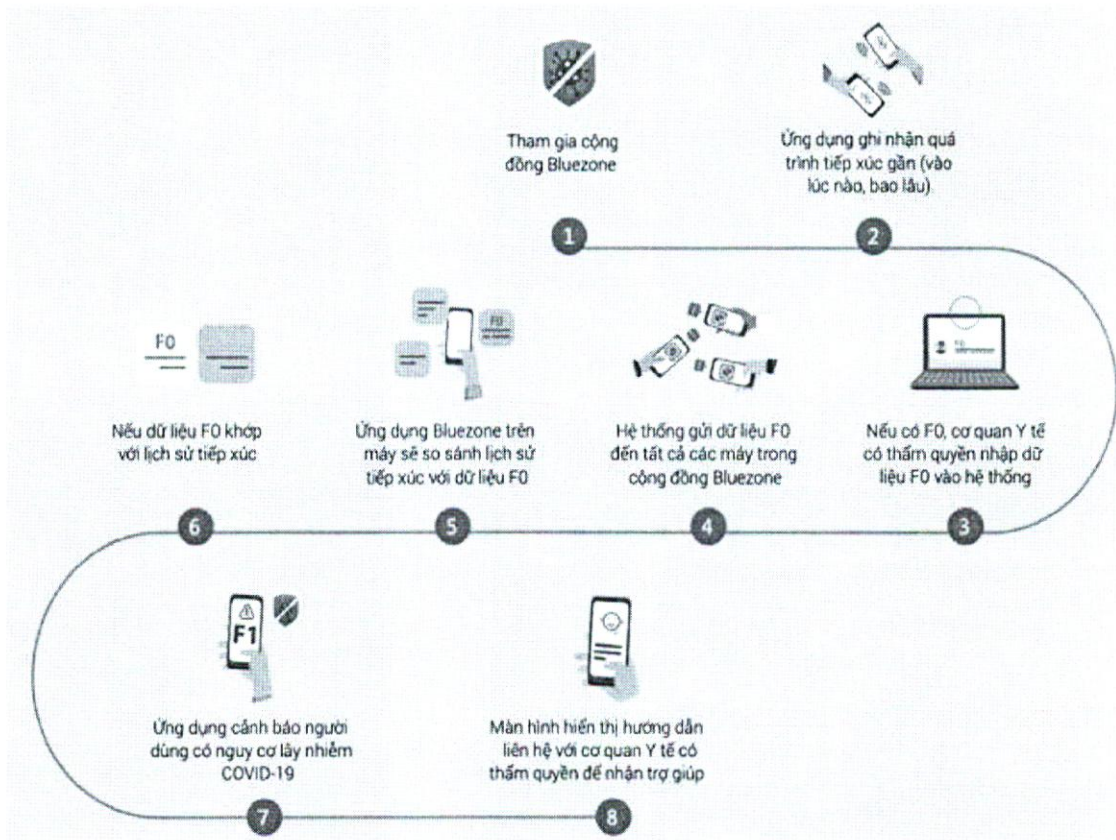 Tham gia cộng
đồng Bluezone
1
Ứng dụng ghi nhận quá
trình tiếp xúc gần (vào
lúc nào, bao lâu)
2
F0
Nếu có F0, cơ quan Y tế
có thẩm quyền nhập dữ
liệu F0 vào hệ thống
3
Hệ thống gửi dữ liệu F0
đến tất cả các máy trong
cộng đồng Bluezone
4
F0
Ứng dụng Bluezone trên
máy sẽ so sánh lịch sử
tiếp xúc với dữ liệu F0
5
F0
Nếu dữ liệu F0 khớp
với lịch sử tiếp xúc
6
F1
Ứng dụng cảnh báo người
dùng có nguy cơ lây nhiễm
COVID-19
7
Màn hình hiển thị hướng dẫn
liên hệ với cơ quan Y tế có
thẩm quyền để nhận trợ giúp
8